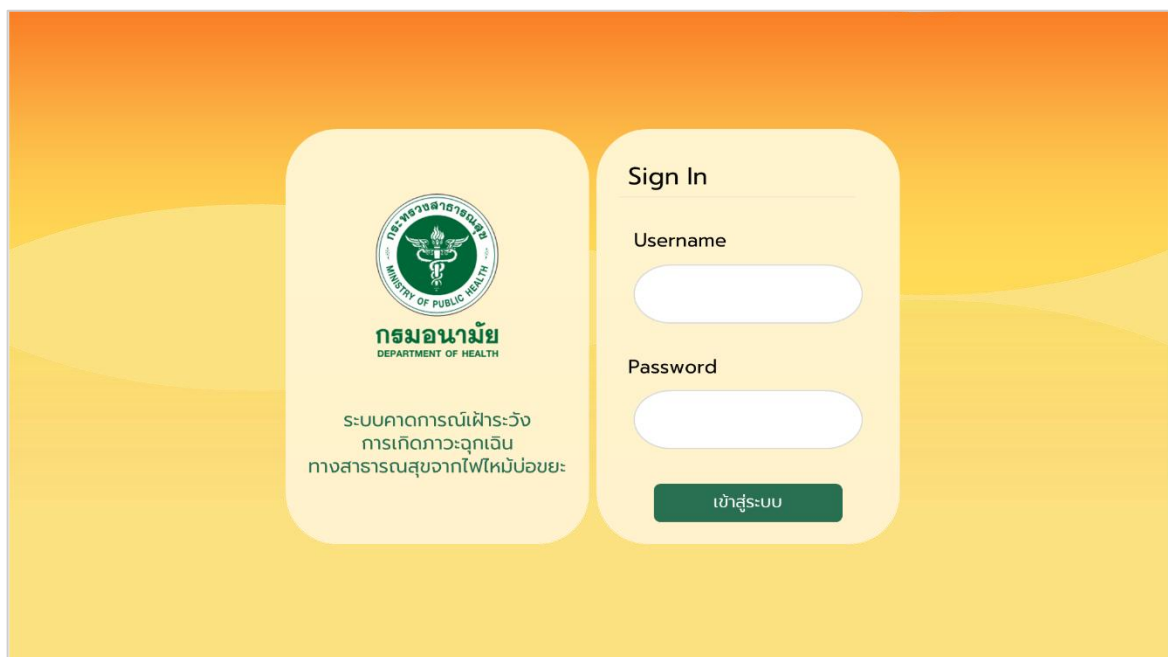 กระทรวงสาธารณสุข
MINISTRY OF PUBLIC HEALTH
กรมอนามัย
DEPARTMENT OF HEALTH
ระบบคาดการณ์เฝ้าระวัง
การเกิดภาวะฉุกเฉิน
ทางสาธารณสุขจากไฟไหม้บ่อขยะ
Sign In
Username
Password
เข้าสู่ระบบ